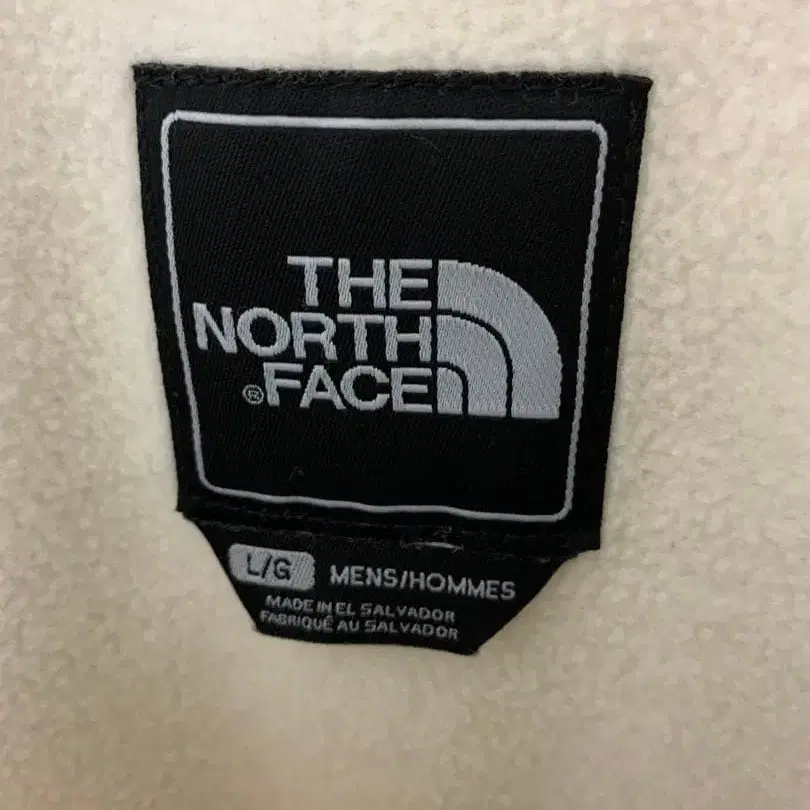 THE
NORTH
®FACE
L/G MENS/HOMMES
MADE IN EL SALVADOR
FABRIQUÉ AU SALVADOR